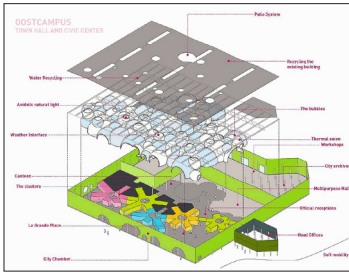 OOSTCAMPUS
TOWN HALL AND CIVIC CENTER
Patio System
Water Recycling
Recycling the
existing building
Ambient natural light
The bubbles
Weather Interface
Thermal onion
Workshops
City archive
Canteen
The clusters
Multipurpose Hall
Official receptions
La Grande Place
Head Offices
City Chamber
Soft mobility